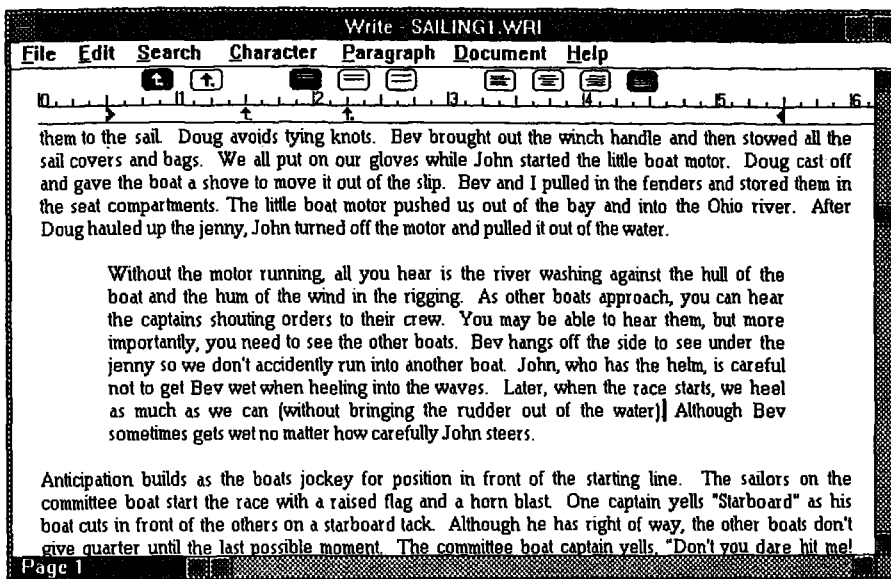 Write - SAILING1.WRI
File Edit Search Character Paragraph Document Help
0 1 2 3 4 5 6
them to the sail. Doug avoids tying knots. Bev brought out the winch handle and then stowed all the
sail covers and bags. We all put on our gloves while John started the little boat motor. Doug cast off
and gave the boat a shove to move it out of the slip. Bev and I pulled in the fenders and stored them in
the seat compartments. The little boat motor pushed us out of the bay and into the Ohio river. After
Doug hauled up the jenny, John turned off the motor and pulled it out of the water.
Without the motor running, all you hear is the river washing against the hull of the
boat and the hum of the wind in the rigging. As other boats approach, you can hear
the captains shouting orders to their crew. You may be able to hear them, but more
importantly, you need to see the other boats. Bev hangs off the side to see under the
jenny so we don't accidently run into another boat. John, who has the helm, is careful
not to get Bev wet when heeling into the waves. Later, when the race starts, we heel
as much as we can (without bringing the rudder out of the water). Although Bev
sometimes gets wet no matter how carefully John steers.
Anticipation builds as the boats jockey for position in front of the starting line. The sailors on the
committee boat start the race with a raised flag and a horn blast. One captain yells "Starboard" as his
boat cuts in front of the others on a starboard tack. Although he has right of way, the other boats don't
give quarter until the last possible moment. The committee boat captain yells, "Don't you dare hit me!
Page 1